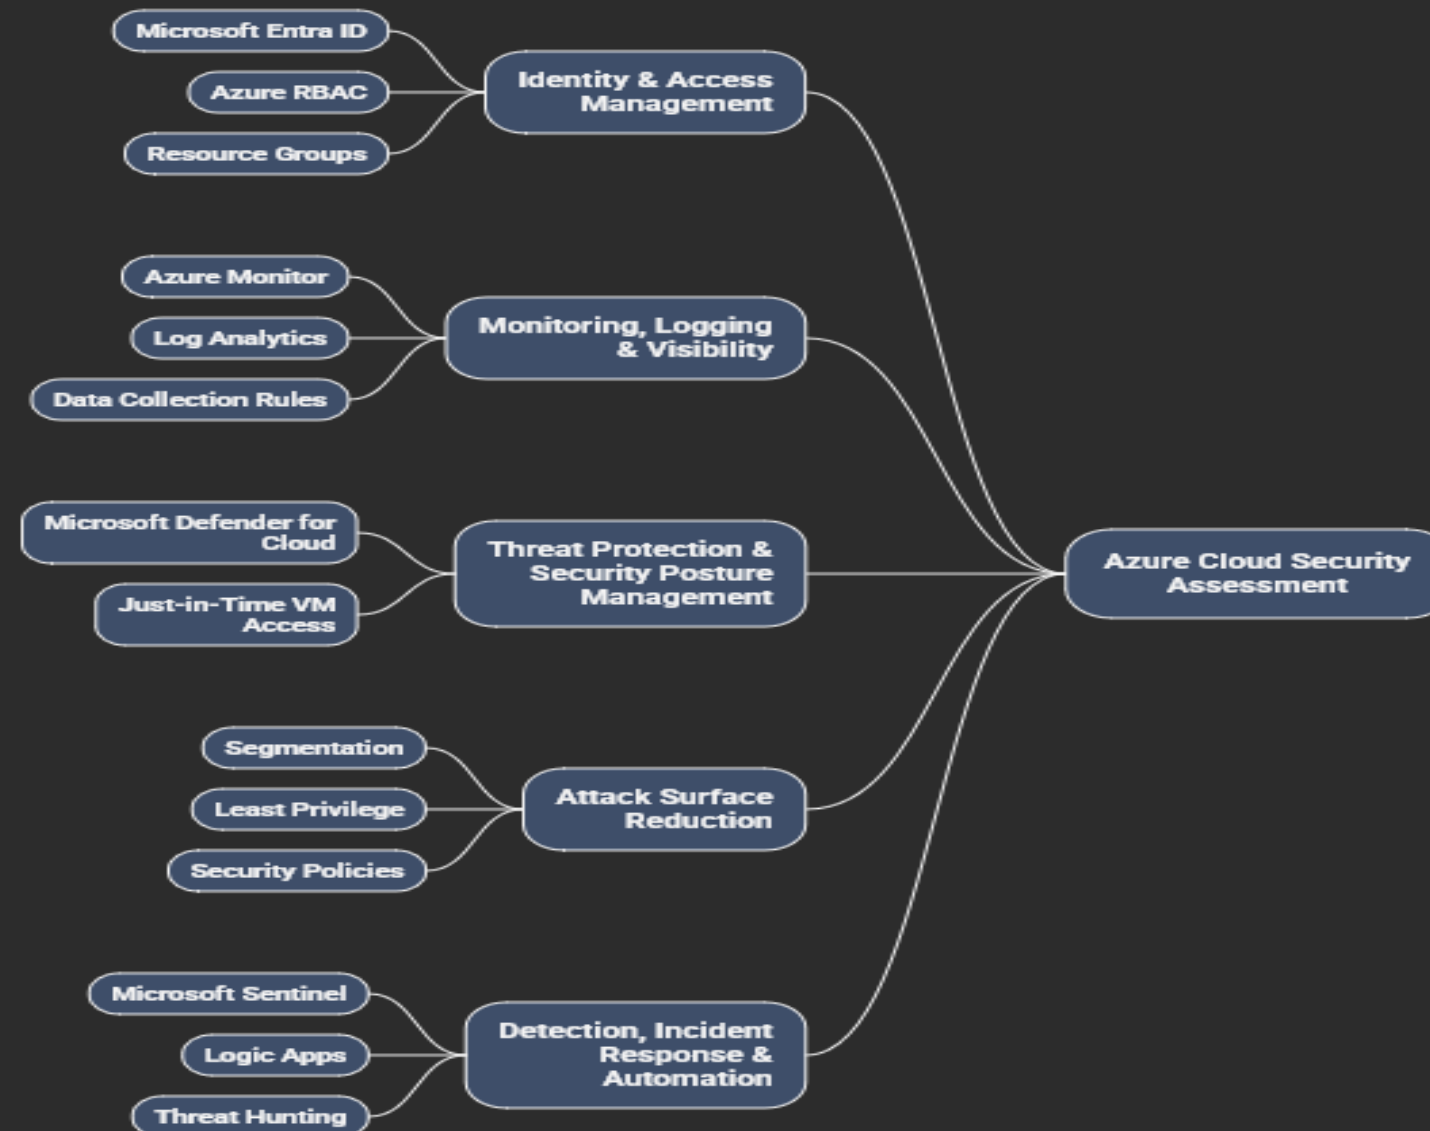 Microsoft Entra ID
Azure RBAC
Resource Groups
Identity & Access
Management
Azure Monitor
Log Analytics
Data Collection Rules
Monitoring, Logging
& Visibility
Microsoft Defender for
Cloud
Just-in-Time VM
Access
Threat Protection &
Security Posture
Management
Azure Cloud Security
Assessment
Segmentation
Least Privilege
Security Policies
Attack Surface
Reduction
Microsoft Sentinel
Logic Apps
Threat Hunting
Detection, Incident
Response &
Automation